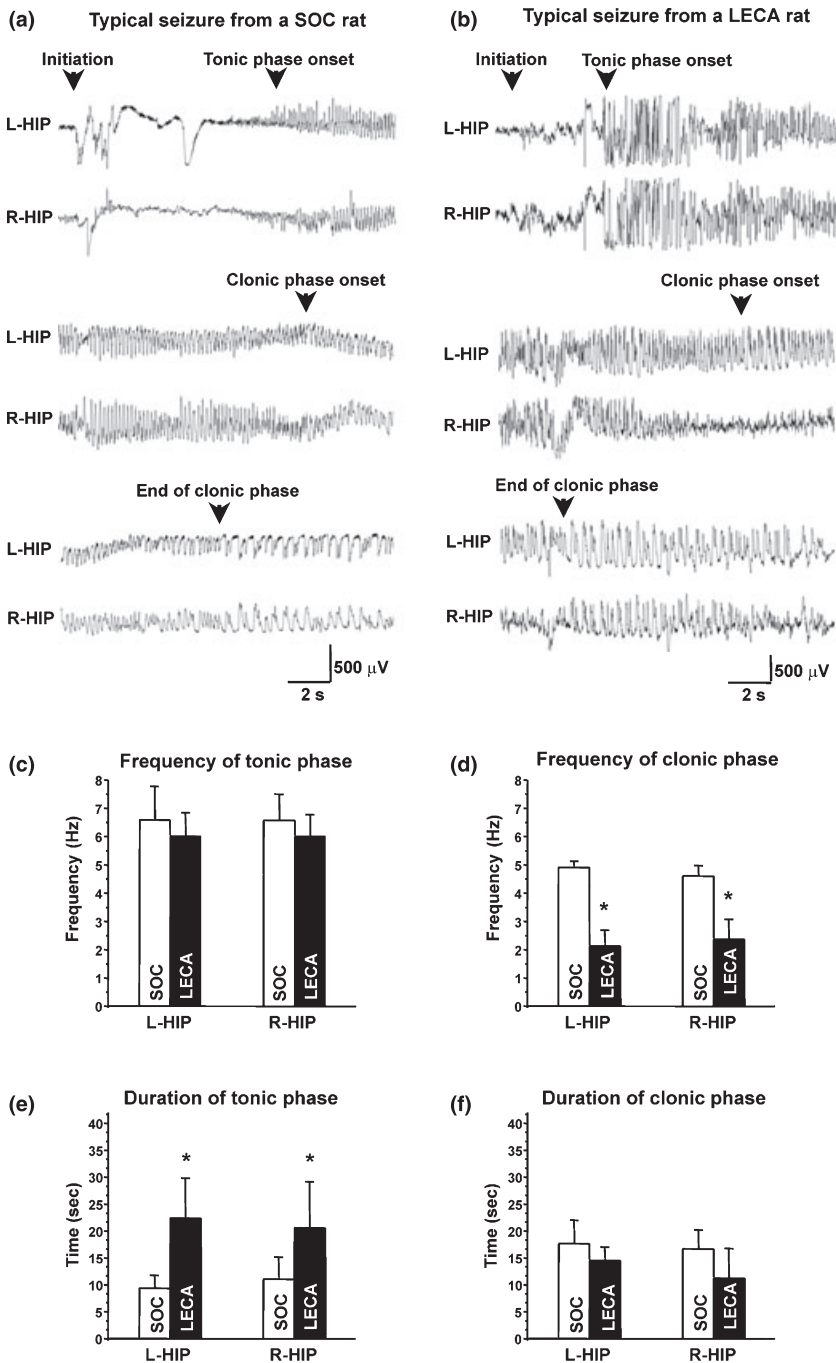 (a) Typical seizure from a SOC rat
Initiation
Tonic phase onset
L-HIP
R-HIP
Clonic phase onset
L-HIP
R-HIP
End of clonic phase
L-HIP
R-HIP
500 μV
2 s
(b) Typical seizure from a LECA rat
Initiation
Tonic phase onset
L-HIP
R-HIP
Clonic phase onset
L-HIP
R-HIP
End of clonic phase
L-HIP
R-HIP
500 μV
2 s
(c) Frequency of tonic phase
Frequency (Hz)
8
7
6
5
4
3
2
1
0
SOC
LECA
SOC
LECA
L-HIP
R-HIP
(d) Frequency of clonic phase
Frequency (Hz)
8
7
6
5
4
3
2
1
0
*
*
SOC
LECA
SOC
LECA
L-HIP
R-HIP
(e) Duration of tonic phase
Time (sec)
40
35
30
25
20
15
10
5
0
*
*
SOC
LECA
SOC
LECA
L-HIP
R-HIP
(f) Duration of clonic phase
Time (sec)
40
35
30
25
20
15
10
5
0
SOC
LECA
SOC
LECA
L-HIP
R-HIP